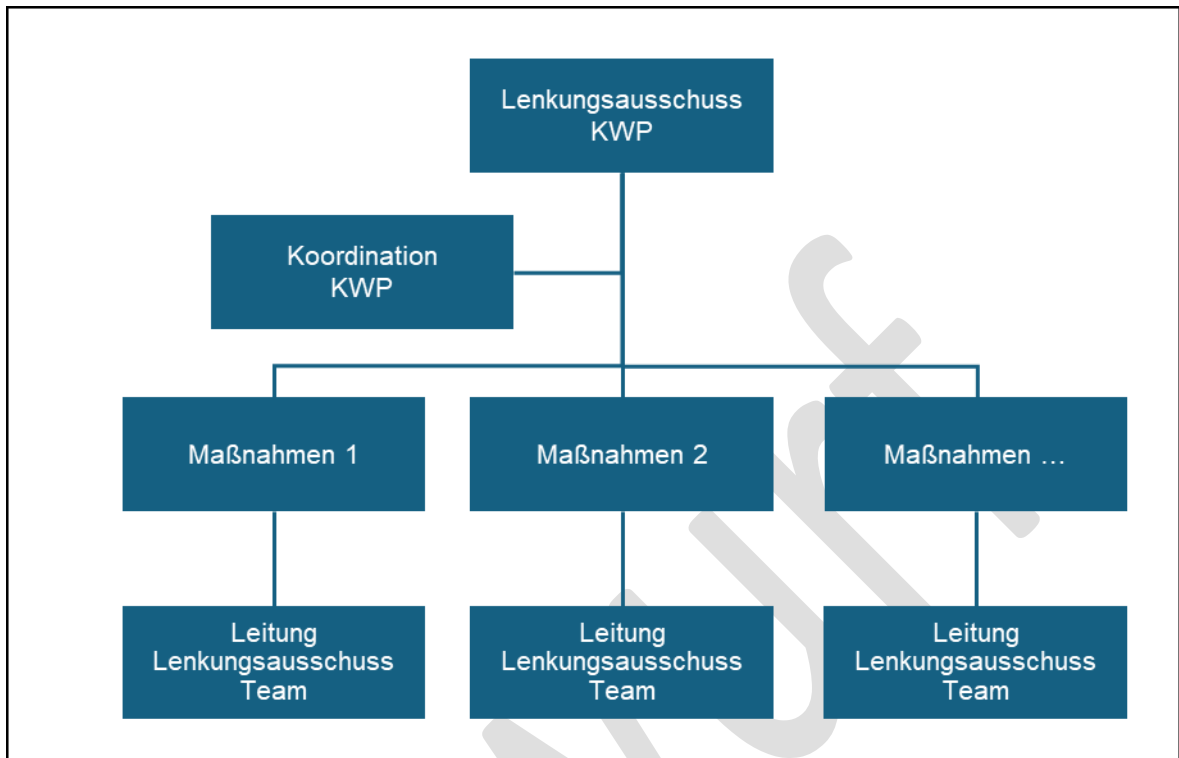 Lenkungsausschuss
KWP
Koordination
KWP
Maßnahmen 1
Maßnahmen 2
Maßnahmen …
Leitung
Lenkungsausschuss
Team
Leitung
Lenkungsausschuss
Team
Leitung
Lenkungsausschuss
Team